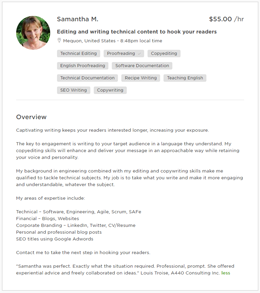 Samantha M.
$55.00 /hr
Editing and writing technical content to hook your readers
Mequon, United States - 8:48pm local time
Technical Editing
Proofreading
Copyediting
English Proofreading
Software Documentation
Technical Documentation
Recipe Writing
Teaching English
SEO Writing
Copywriting
Overview
Captivating writing keeps your readers interested longer, increasing your exposure.
The key to engagement is writing to your target audience in a language they understand. My
copyediting skills will enhance and deliver your message in an approachable way while retaining
your voice and personality.
My background in engineering combined with my editing and copywriting skills make me
qualified to tackle technical subjects. My job is to take what you write and make it more engaging
and understandable, whatever the subject.
My areas of expertise include:
Technical – Software, Engineering, Agile, Scrum, SAFe
Financial – Blogs, Websites
Corporate Branding – LinkedIn, Twitter, CV/Resume
Personal and professional blog posts
SEO titles using Google Adwords
Contact me to take the next step in hooking your readers.
"Samantha was perfect. Exactly what the situation required. Professional, prompt. She offered
experiential advice and freely collaborated on ideas." Louis Troise, A440 Consulting Inc. less